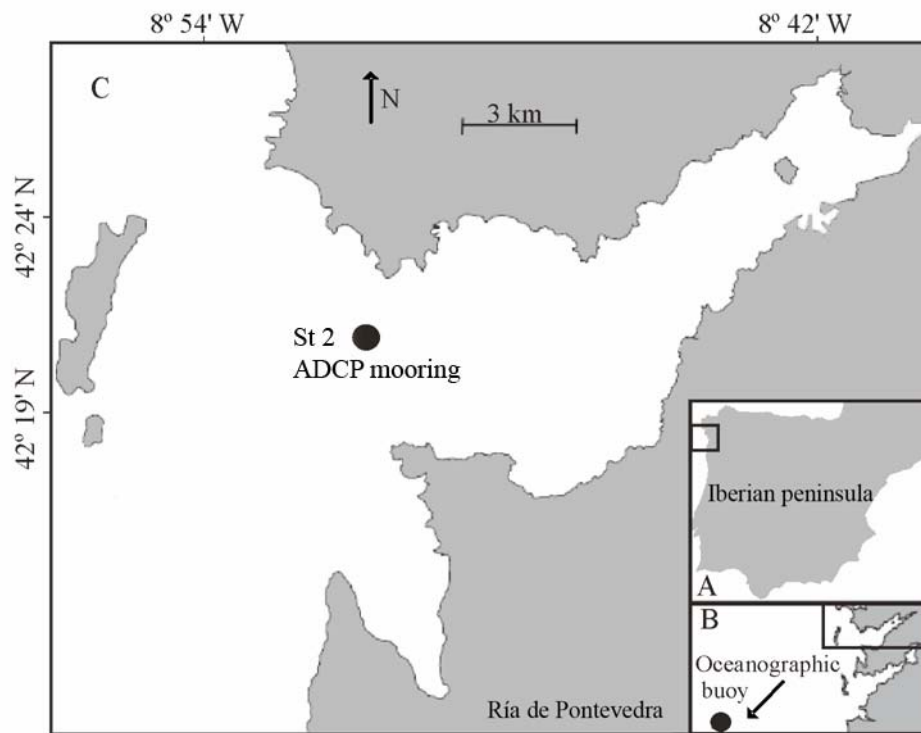 8º 54' W
8º 42' W
C
N
3 km
42º 24' N
St 2
ADCP mooring
42º 19' N
Iberian peninsula
A
B
Oceanographic
buoy
Ría de Pontevedra